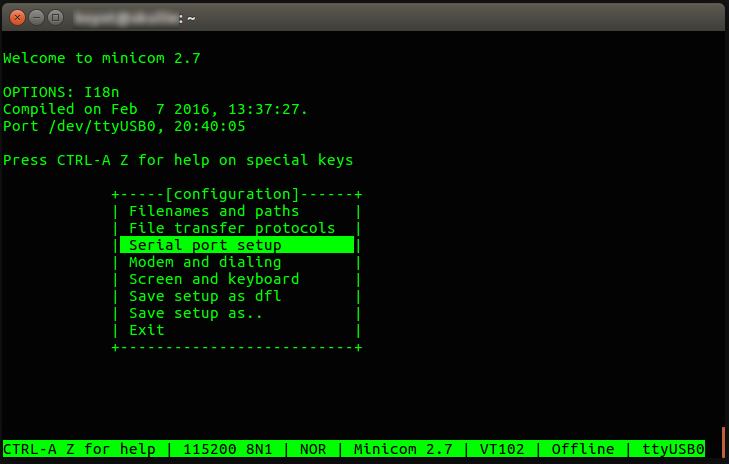 :~
Welcome to minicom 2.7
OPTIONS: I18n
Compiled on Feb  7 2016, 13:37:27.
Port /dev/ttyUSB0, 20:40:05
Press CTRL-A Z for help on special keys
+-----[configuration]------+
| Filenames and paths      |
| File transfer protocols  |
| Serial port setup        |
| Modem and dialing        |
| Screen and keyboard      |
| Save setup as dfl        |
| Save setup as..          |
| Exit                     |
+--------------------------+
CTRL-A Z for help | 115200 8N1 | NOR | Minicom 2.7 | VT102 | Offline | ttyUSB0